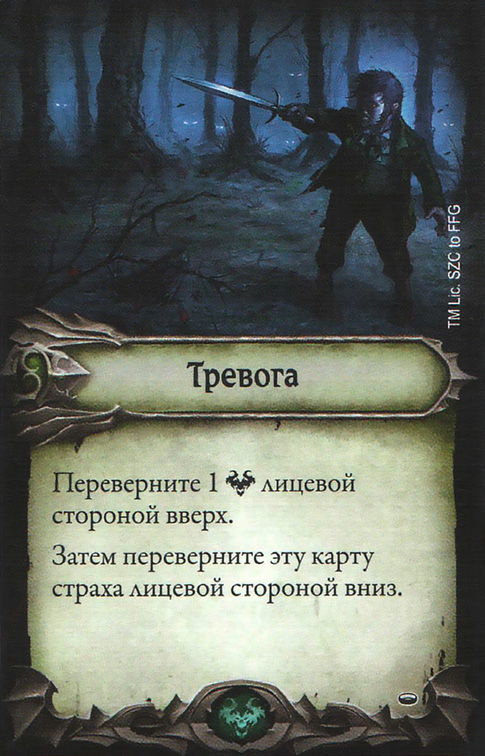 TM Lic. SZC to FFG
Тревога
Переверните 1 лицевой
стороной вверх.
Затем переверните эту карту
страха лицевой стороной вниз.